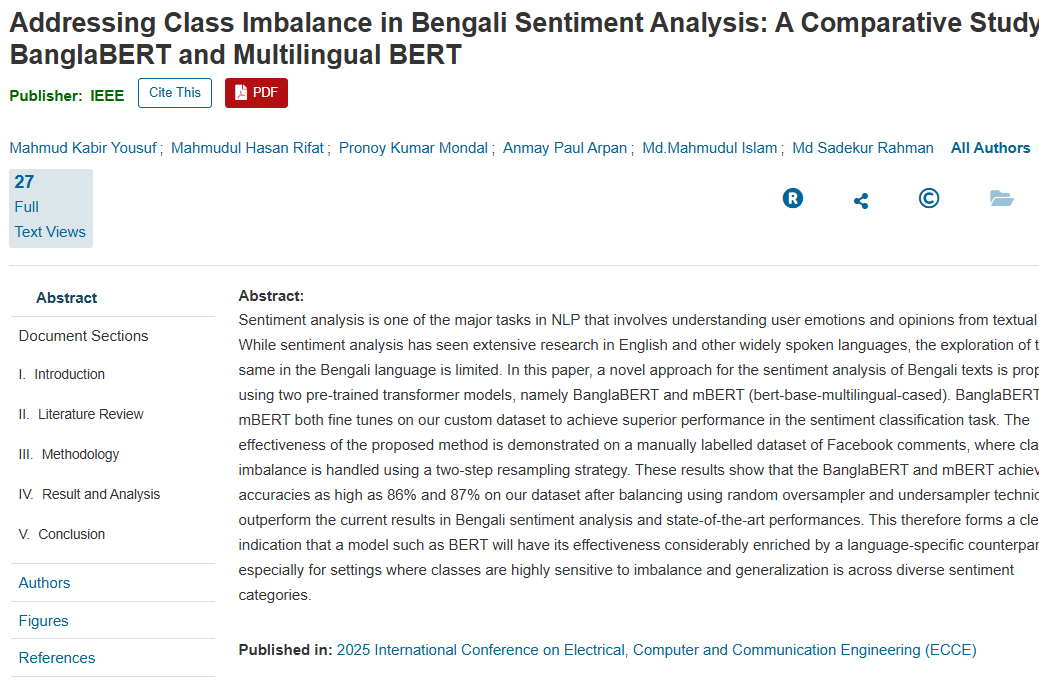 Addressing Class Imbalance in Bengali Sentiment Analysis: A Comparative Study
BanglaBERT and Multilingual BERT
Publisher: IEEE
Cite This
PDF
Mahmud Kabir Yousuf ; Mahmudul Hasan Rifat ; Pronoy Kumar Mondal ; Anmay Paul Arpan ; Md.Mahmudul Islam ; Md Sadekur Rahman All Authors
27
Full
Text Views
R
©
Abstract
Document Sections
I. Introduction
II. Literature Review
III. Methodology
IV. Result and Analysis
V. Conclusion
Authors
Figures
References
Abstract:
Sentiment analysis is one of the major tasks in NLP that involves understanding user emotions and opinions from textual
While sentiment analysis has seen extensive research in English and other widely spoken languages, the exploration of t
same in the Bengali language is limited. In this paper, a novel approach for the sentiment analysis of Bengali texts is prop
using two pre-trained transformer models, namely BanglaBERT and mBERT (bert-base-multilingual-cased). BanglaBERT
mBERT both fine tunes on our custom dataset to achieve superior performance in the sentiment classification task. The
effectiveness of the proposed method is demonstrated on a manually labelled dataset of Facebook comments, where cla
imbalance is handled using a two-step resampling strategy. These results show that the BanglaBERT and mBERT achiev
accuracies as high as 86% and 87% on our dataset after balancing using random oversampler and undersampler technic
outperform the current results in Bengali sentiment analysis and state-of-the-art performances. This therefore forms a cle
indication that a model such as BERT will have its effectiveness considerably enriched by a language-specific counterpar
especially for settings where classes are highly sensitive to imbalance and generalization is across diverse sentiment
categories.
Published in: 2025 International Conference on Electrical, Computer and Communication Engineering (ECCE)